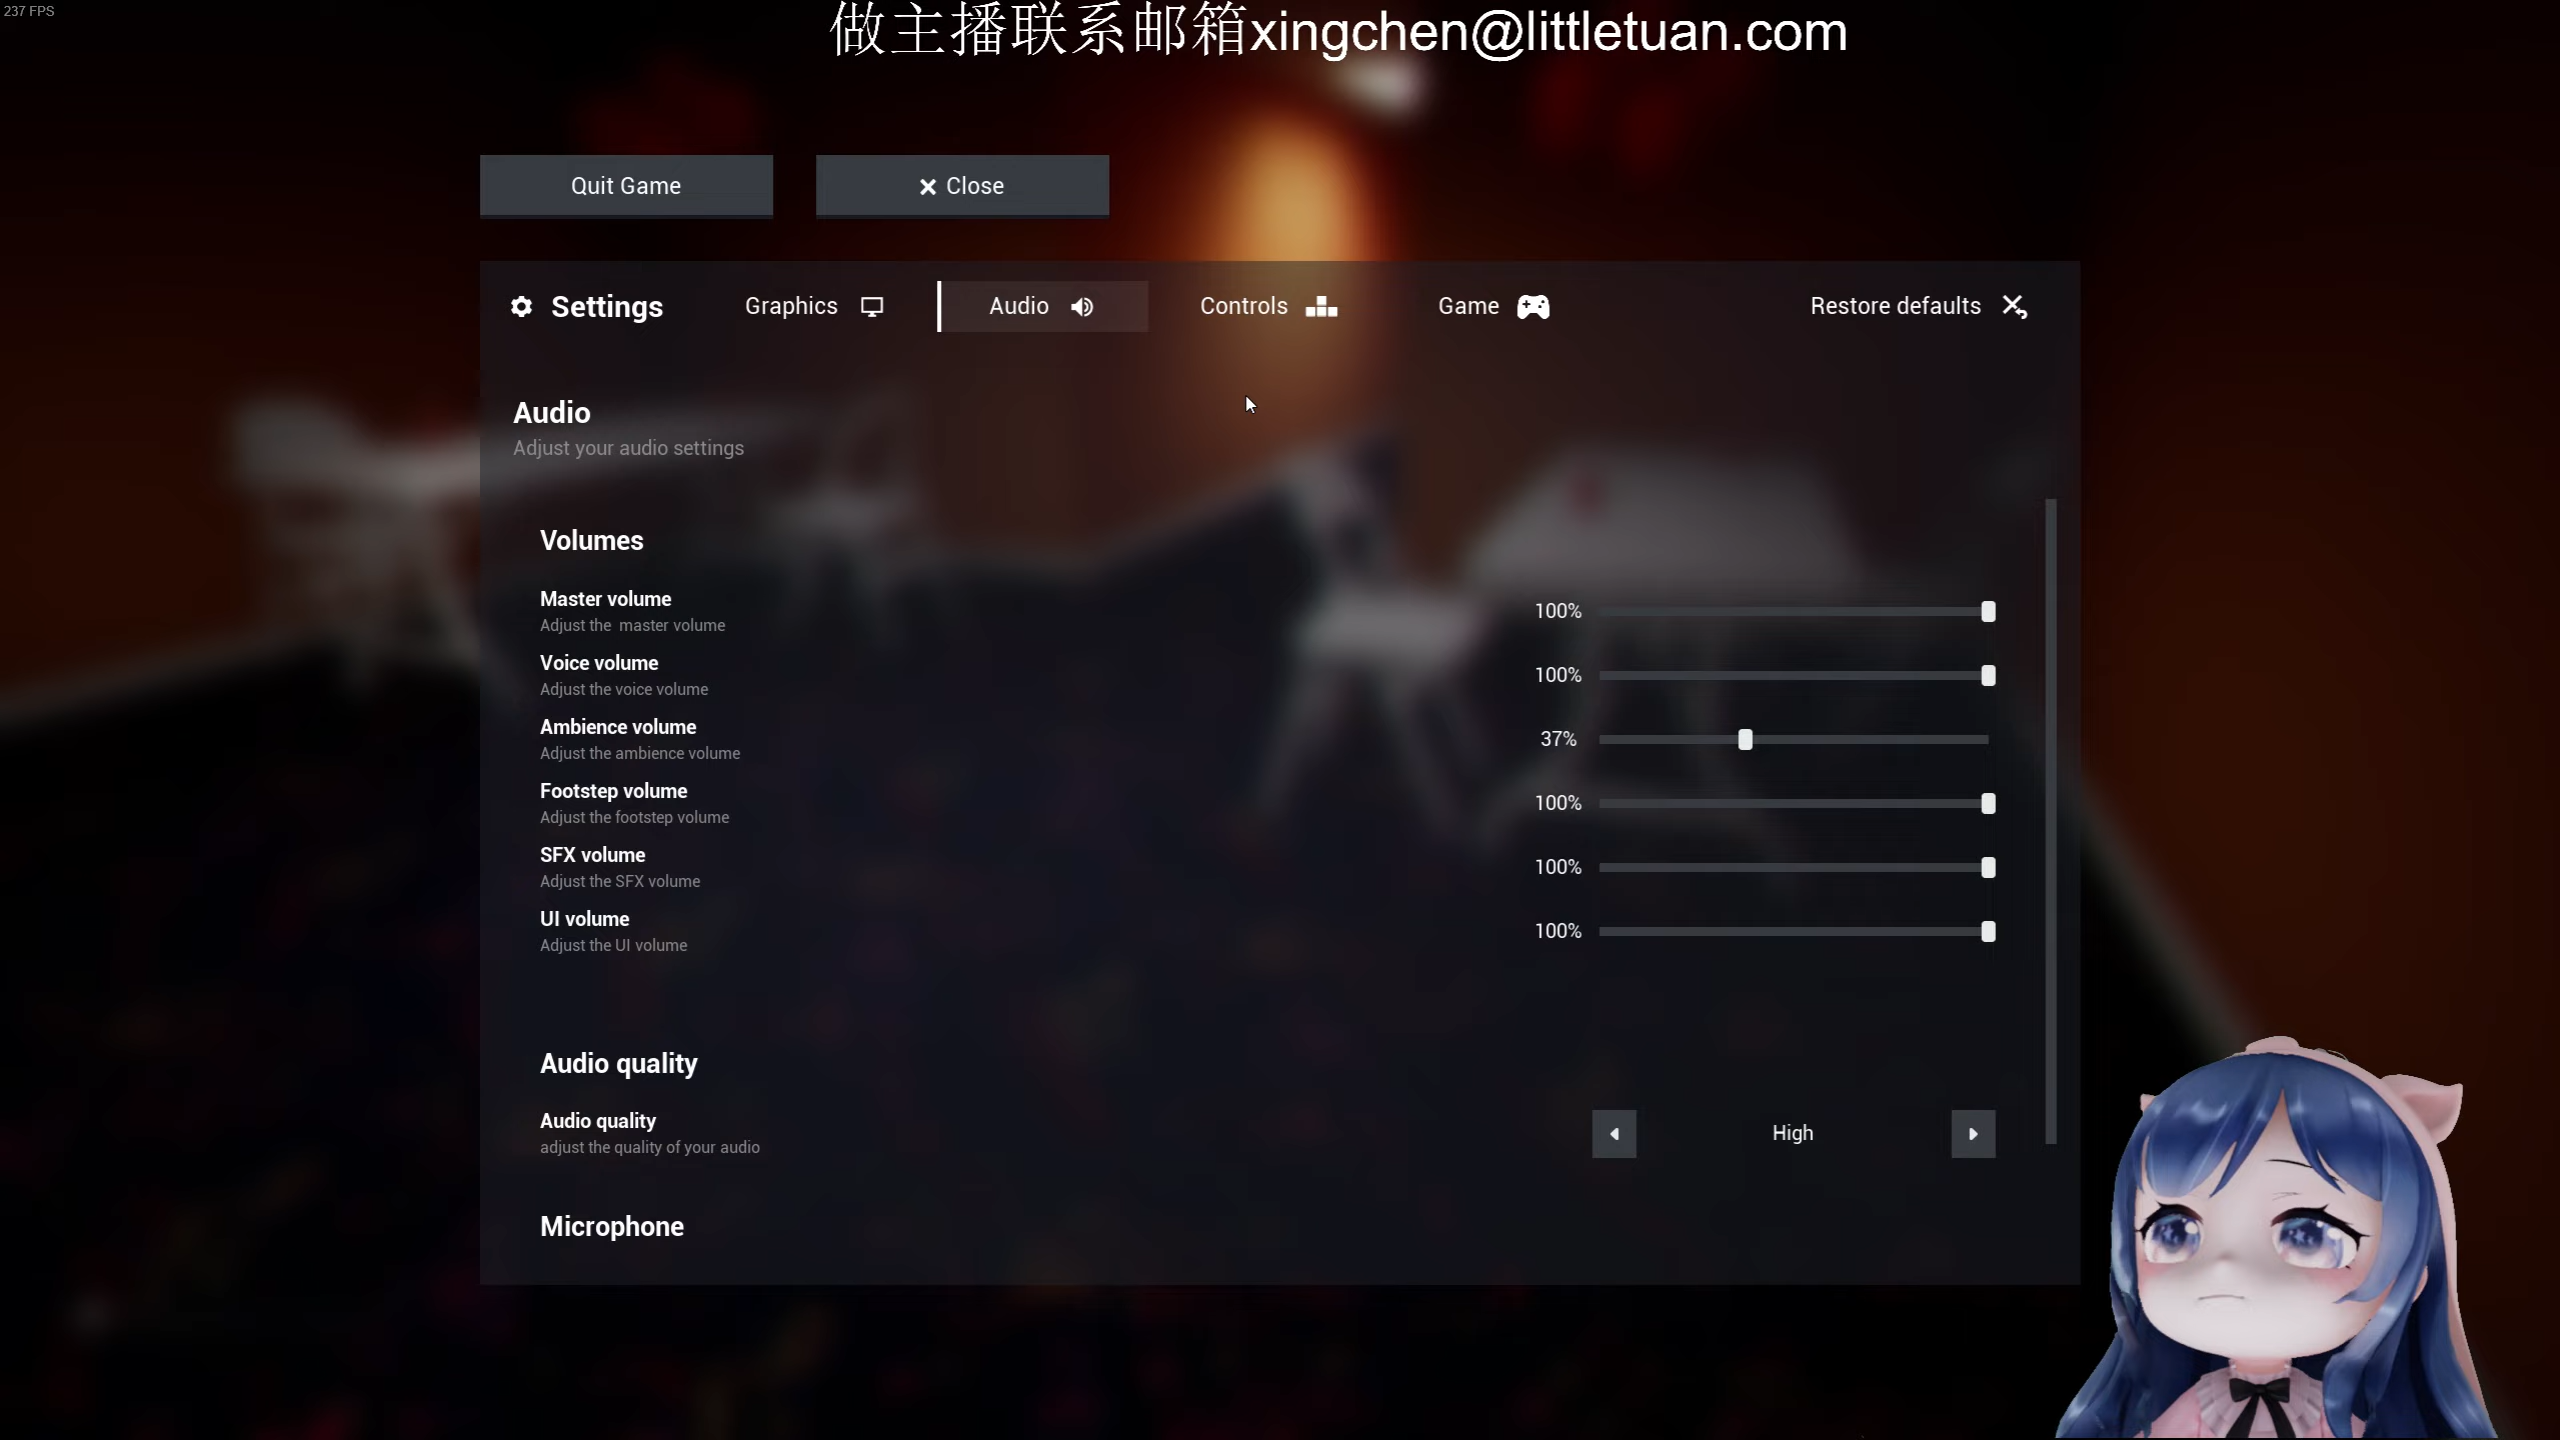 237 FPS
做主播联系邮箱xingchen@littletuan.com
Quit Game
Close
Settings
Graphics
Audio
Controls
Game
Restore defaults
Audio
Adjust your audio settings
Volumes
Master volume
100%
Adjust the  master volume
Voice volume
100%
Adjust the voice volume
Ambience volume
37%
Adjust the ambience volume
Footstep volume
100%
Adjust the footstep volume
SFX volume
100%
Adjust the SFX volume
UI volume
100%
Adjust the UI volume
Audio quality
Audio quality
High
adjust the quality of your audio
Microphone